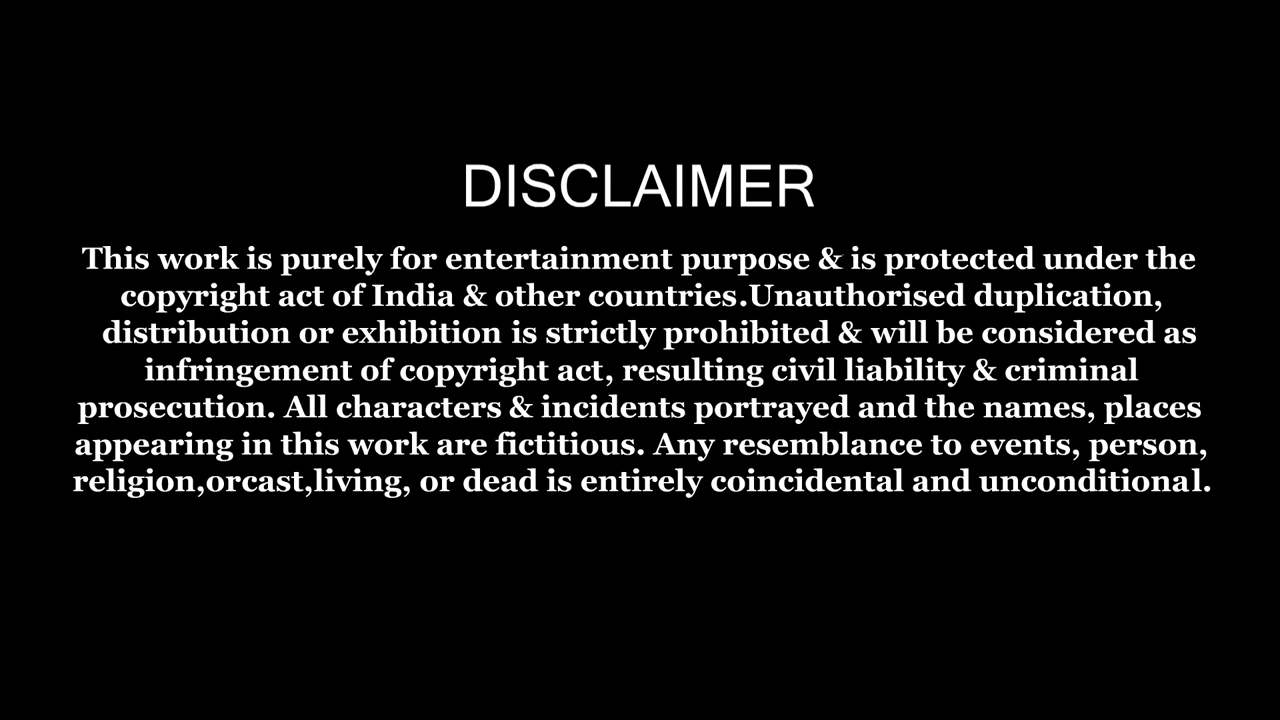 DISCLAIMER
This work is purely for entertainment purpose & is protected under the
copyright act of India & other countries.Unauthorised duplication,
distribution or exhibition is strictly prohibited & will be considered as
infringement of copyright act, resulting civil liability & criminal
prosecution. All characters & incidents portrayed and the names, places
appearing in this work are fictitious. Any resemblance to events, person,
religion,orcast,living, or dead is entirely coincidental and unconditional.